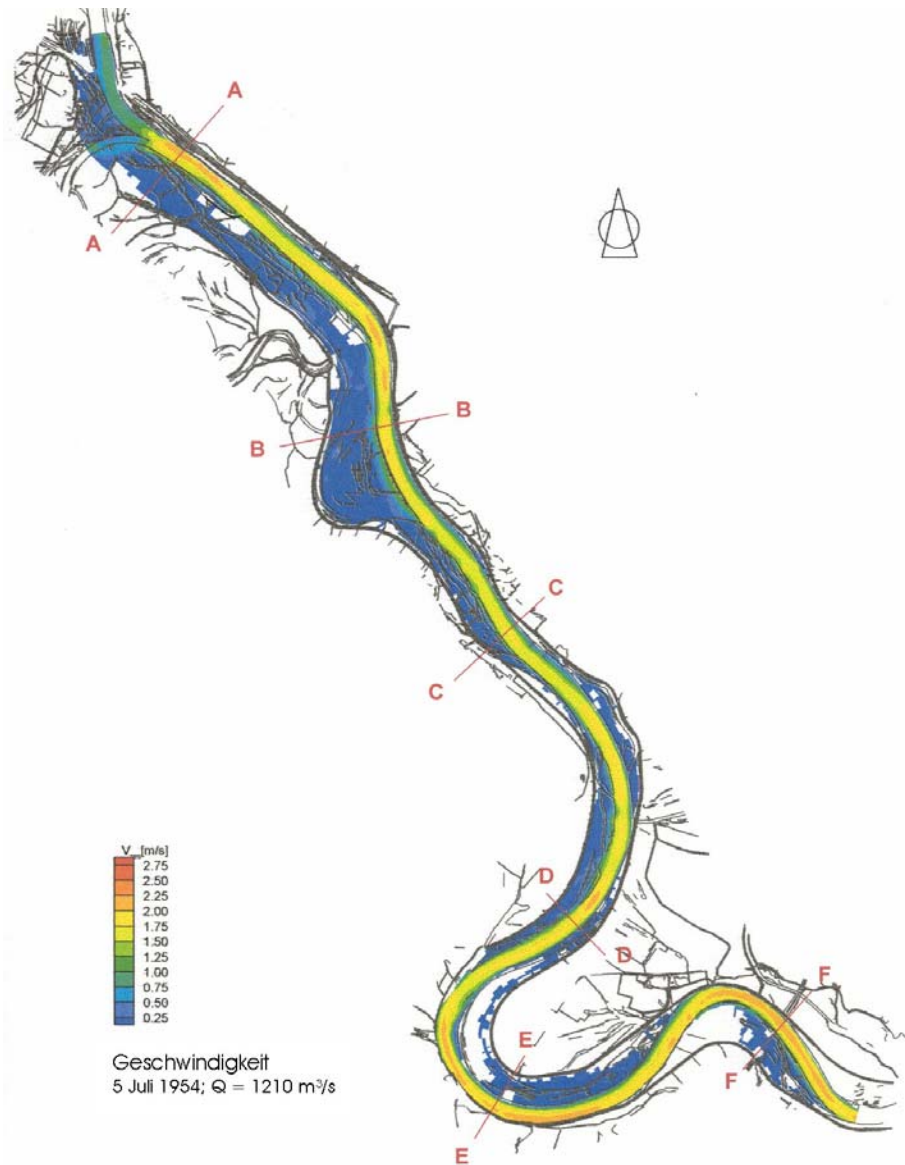 A
A
B
B
C
C
D
D
F
E
F
E
[m/s]
2.75
2.50
2.25
2.00
1.75
1.50
1.25
1.00
0.75
0.50
0.25
Geschwindigkeit
5 Juli 1954; Q = 1210 m³/s